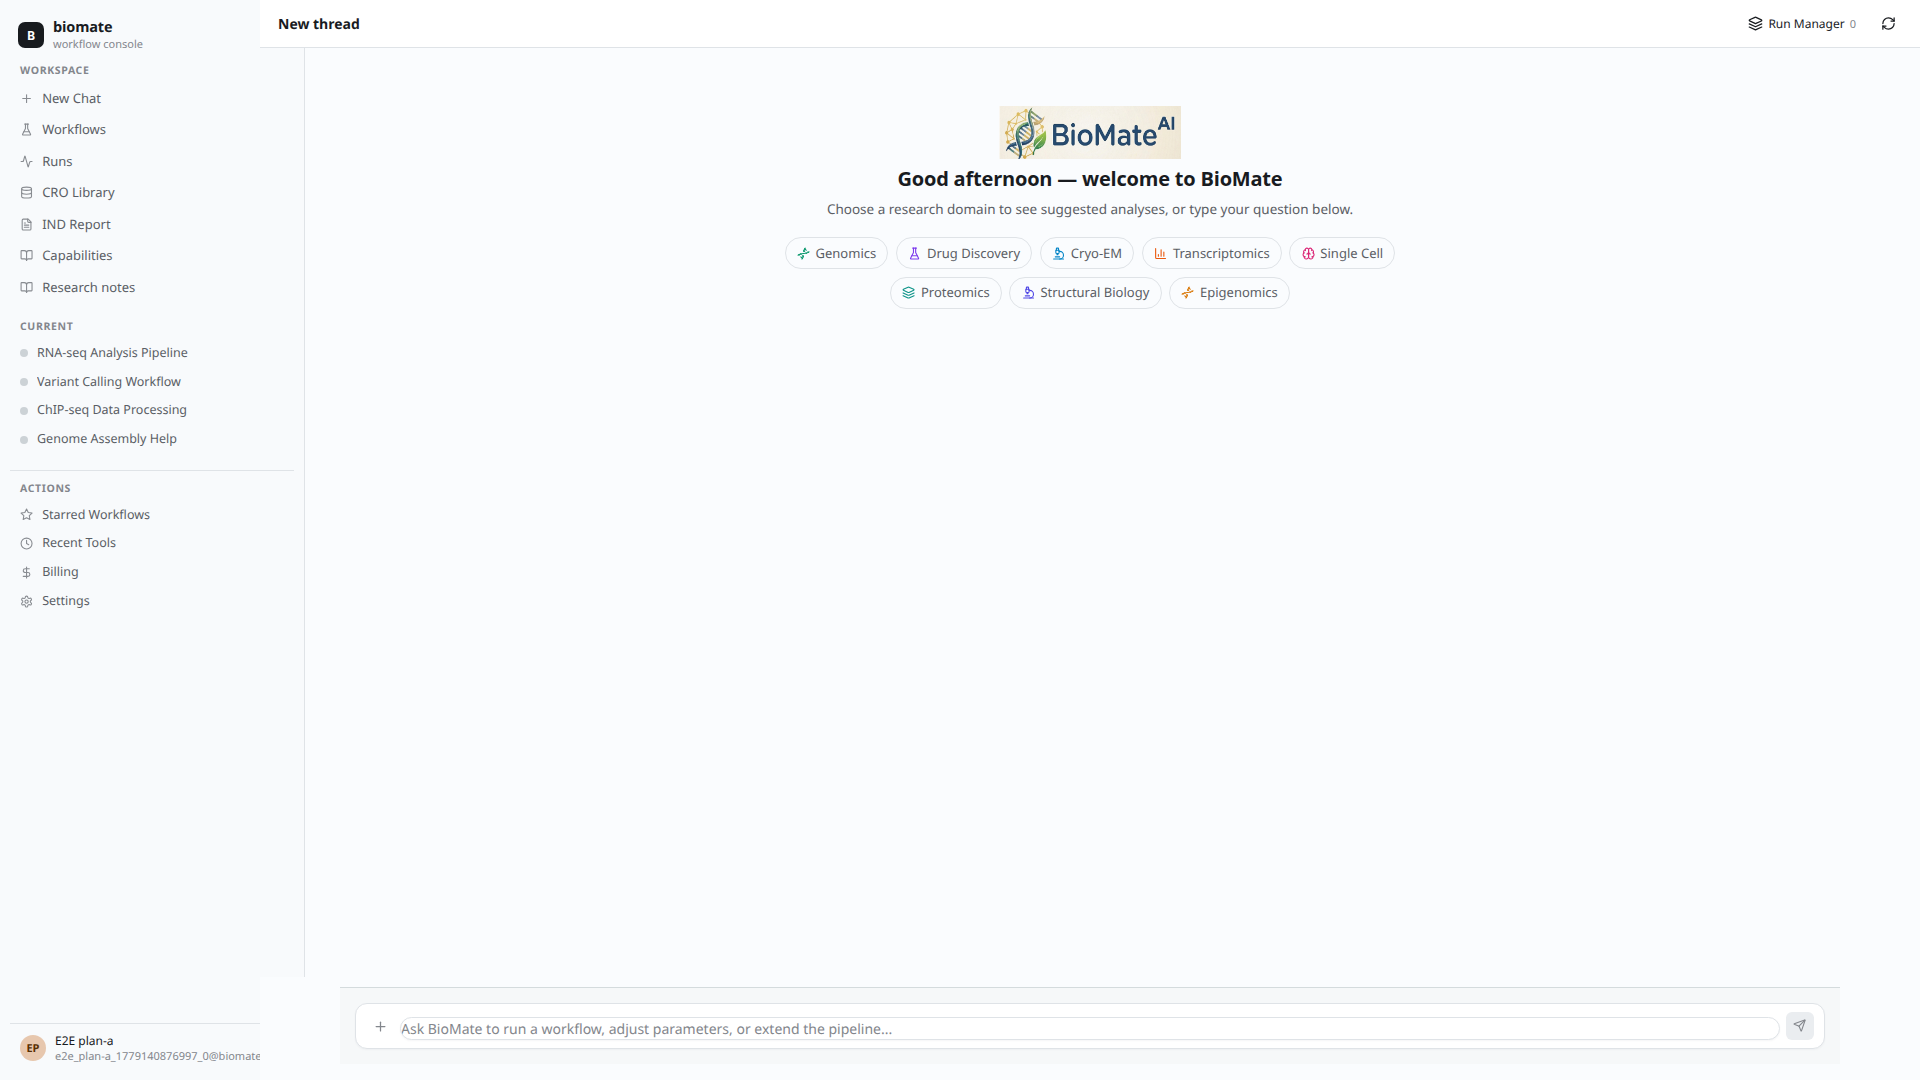 B
biomate
workflow console
WORKSPACE
New Chat
Workflows
Runs
CRO Library
IND Report
Capabilities
Research notes
CURRENT
RNA-seq Analysis Pipeline
Variant Calling Workflow
ChIP-seq Data Processing
Genome Assembly Help
ACTIONS
Starred Workflows
Recent Tools
Billing
Settings
EP
E2E plan-a
e2e_plan-a_1779140876997_0@biomate
New thread
Run Manager 0
BioMate AI
Good afternoon — welcome to BioMate
Choose a research domain to see suggested analyses, or type your question below.
Genomics Drug Discovery Cryo-EM Transcriptomics Single Cell
Proteomics Structural Biology Epigenomics
Ask BioMate to run a workflow, adjust parameters, or extend the pipeline...